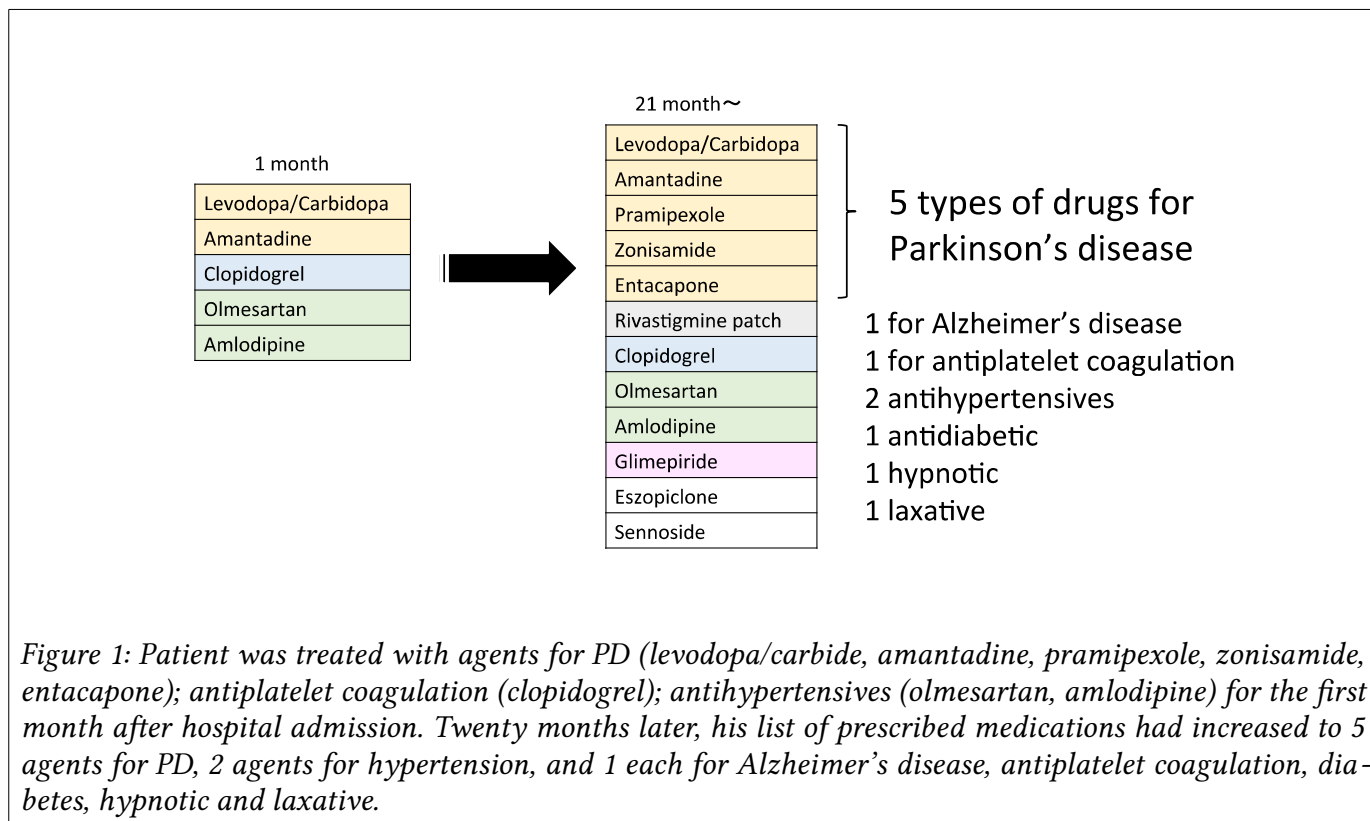 1 month
Levodopa/Carbidopa
Amantadine
Clopidogrel
Olmesartan
Amlodipine
21 month～
Levodopa/Carbidopa
Amantadine
Pramipexole
Zonisamide
Entacapone
Rivastigmine patch
Clopidogrel
Olmesartan
Amlodipine
Glimepiride
Eszopiclone
Sennoside
5 types of drugs for
Parkinson’s disease
1 for Alzheimer’s disease
1 for antiplatelet coagulation
2 antihypertensives
1 antidiabetic
1 hypnotic
1 laxative
Figure 1: Patient was treated with agents for PD (levodopa/carbide, amantadine, pramipexole, zonisamide,
entacapone); antiplatelet coagulation (clopidogrel); antihypertensives (olmesartan, amlodipine) for the first
month after hospital admission. Twenty months later, his list of prescribed medications had increased to 5
agents for PD, 2 agents for hypertension, and 1 each for Alzheimer’s disease, antiplatelet coagulation, dia-
betes, hypnotic and laxative.